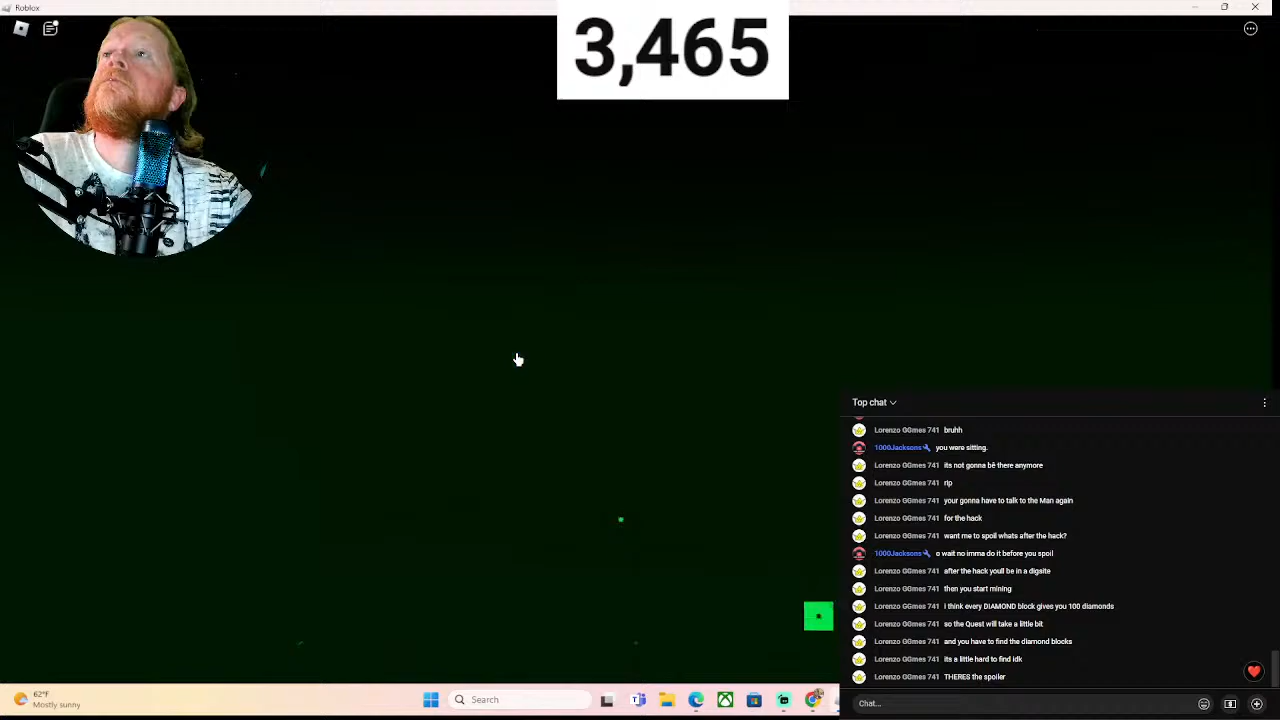 Roblox
3,465
Top chat
Lorenzo GGmes 741 bruhh
1000Jacksons you were sitting.
Lorenzo GGmes 741 its not gonna bê there anymore
Lorenzo GGmes 741 rip
Lorenzo GGmes 741 your gonna have to talk to the Man again
Lorenzo GGmes 741 for the hack
Lorenzo GGmes 741 want me to spoil whats after the hack?
1000Jacksons o wait no imma do it before you spoil
Lorenzo GGmes 741 after the hack youll be in a digsite
Lorenzo GGmes 741 then you start mining
Lorenzo GGmes 741 i think every DIAMOND block gives you 100 diamonds
Lorenzo GGmes 741 so the Quest will take a little bit
Lorenzo GGmes 741 and you have to find the diamond blocks
Lorenzo GGmes 741 its a little hard to find idk
Lorenzo GGmes 741 THERES the spoiler
Chat...
62°F
Mostly sunny
Search